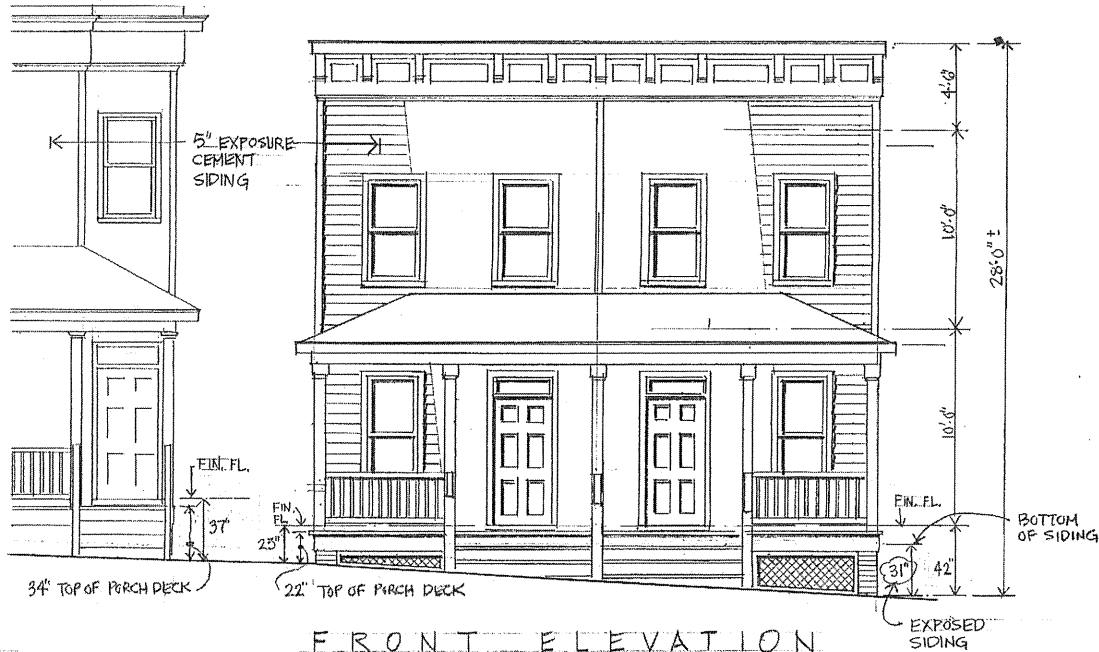 5" EXPOSURE
CEMENT
SIDING
4'-6"
10'-0"
28'-0" ±
10'-0"
FIN. FL.
37"
34" TOP OF PORCH DECK
FIN.
FL.
23"
22" TOP OF PORCH DECK
FIN. FL.
BOTTOM
OF SIDING
31"
42"
EXPOSED
SIDING
FRONT ELEVATION